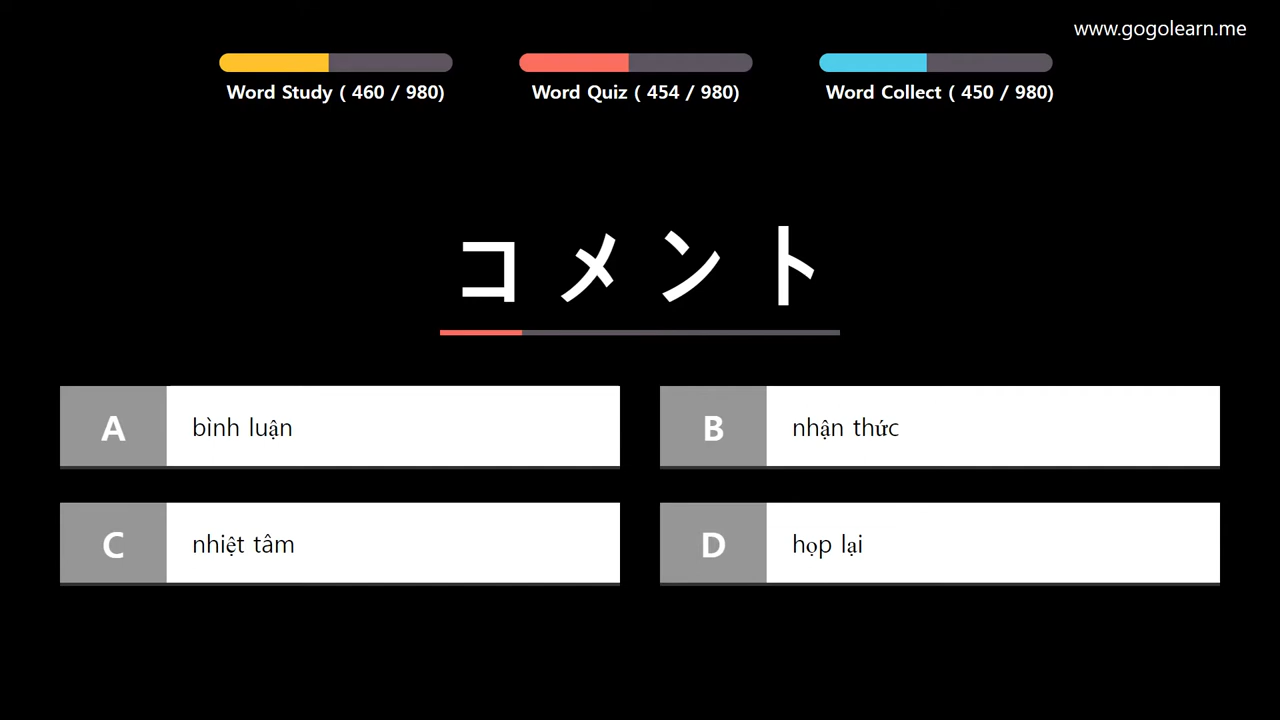 www.gogolearn.me
Word Study ( 460 / 980)
Word Quiz ( 454 / 980)
Word Collect ( 450 / 980)
コメント
A bình luận
B nhận thức
C nhiệt tâm
D họp lại